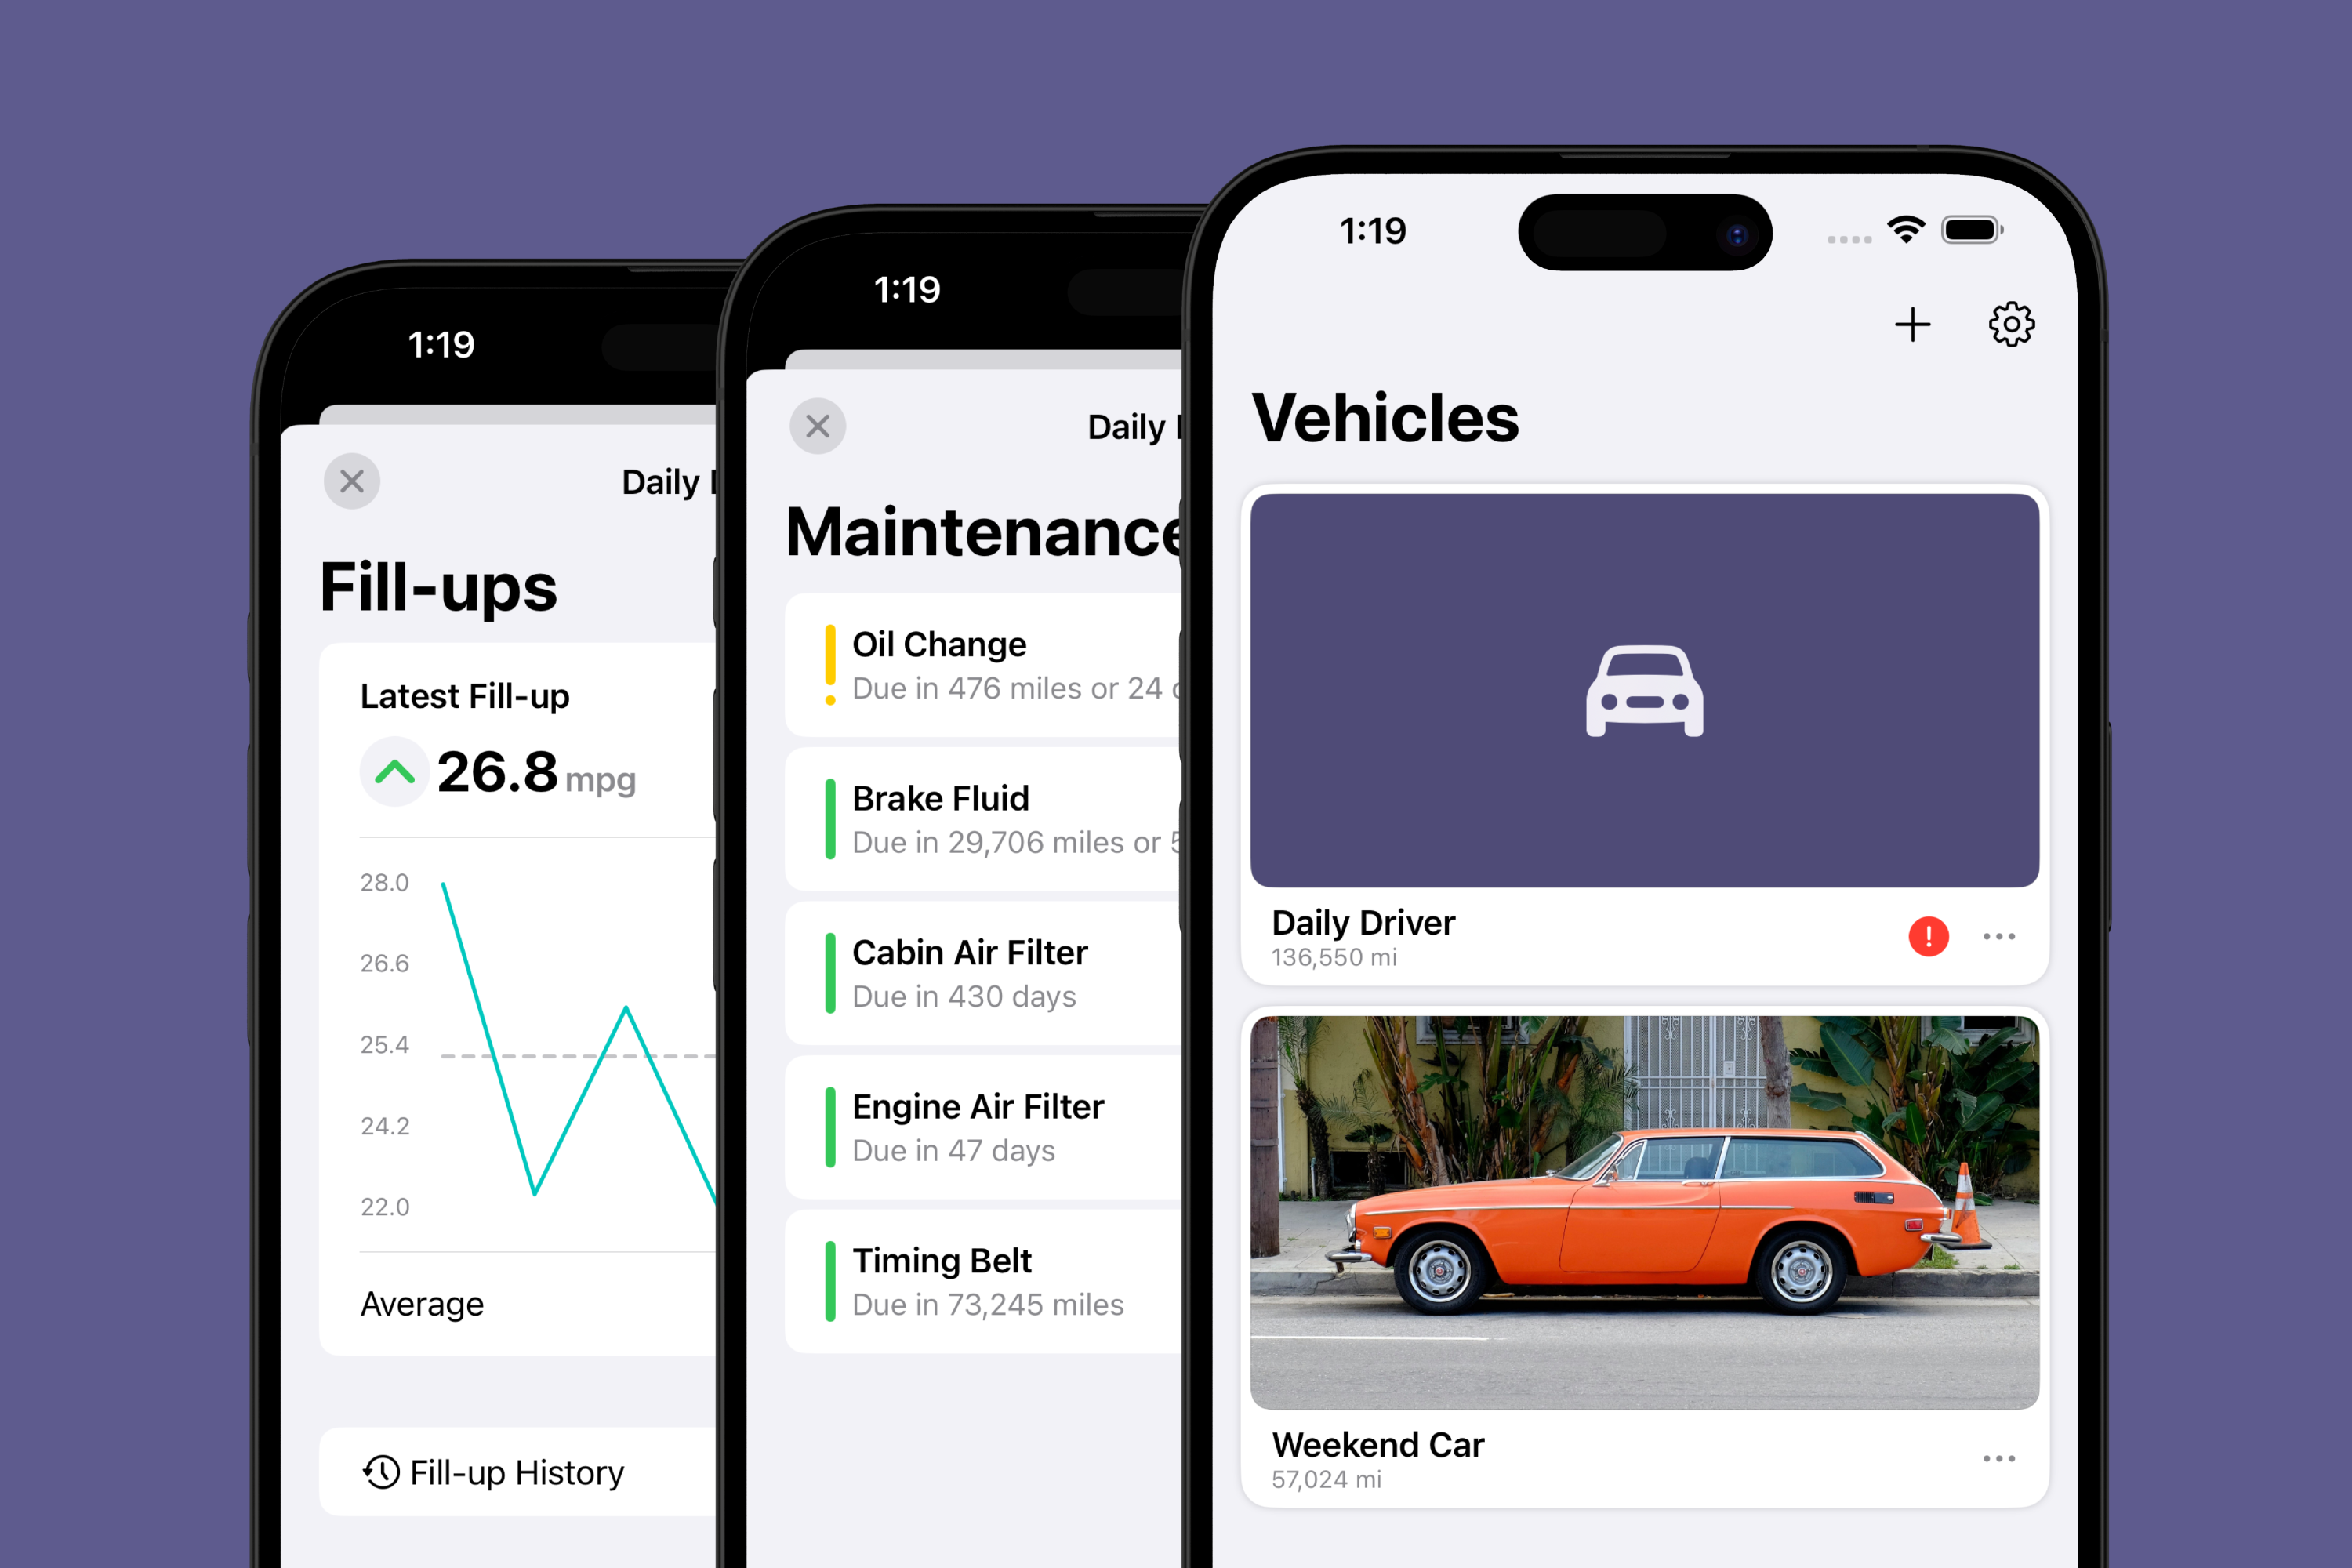 1:19
Daily
Fill-ups
Latest Fill-up
26.8 mpg
28.0
26.6
25.4
24.2
22.0
Average
Fill-up History
1:19
Daily
Maintenance
Oil Change
Due in 476 miles or 24
Brake Fluid
Due in 29,706 miles or
Cabin Air Filter
Due in 430 days
Engine Air Filter
Due in 47 days
Timing Belt
Due in 73,245 miles
1:19
Vehicles
Daily Driver
136,550 mi
Weekend Car
57,024 mi